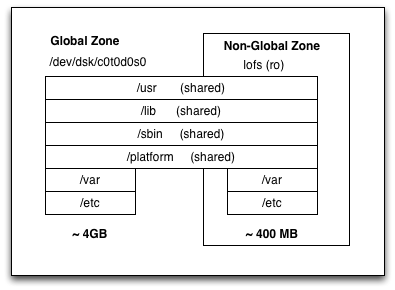 Global Zone
Non-Global Zone
/dev/dsk/c0t0d0s0
lofs (ro)
/usr (shared)
/lib (shared)
/sbin (shared)
/platform (shared)
/var
/var
/etc
/etc
~ 4GB
~ 400 MB